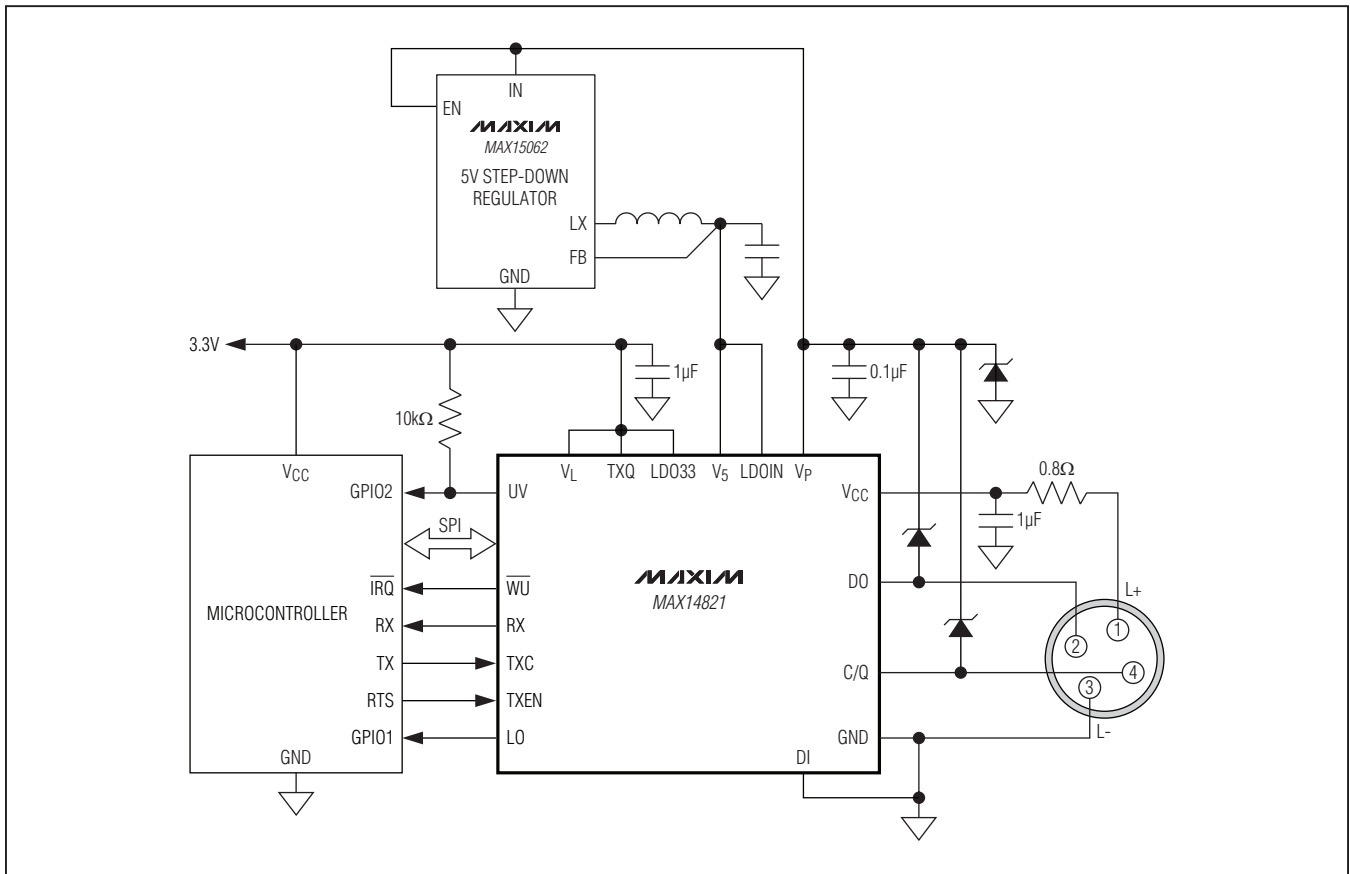 IN
EN
MAXIM
MAX15062
5V STEP-DOWN
REGULATOR
LX
FB
GND
3.3V
1µF
0.1µF
10kΩ
VCC
GPIO2
SPI
IRQ
MICROCONTROLLER
RX
TX
RTS
GPIO1
GND
VL
TXQ
LDO33
V5
LDOIN
VP
UV
WU
RX
TXC
TXEN
LO
MAXIM
MAX14821
VCC
DO
C/Q
GND
DI
0.8Ω
1µF
L+
1
2
4
3
L-